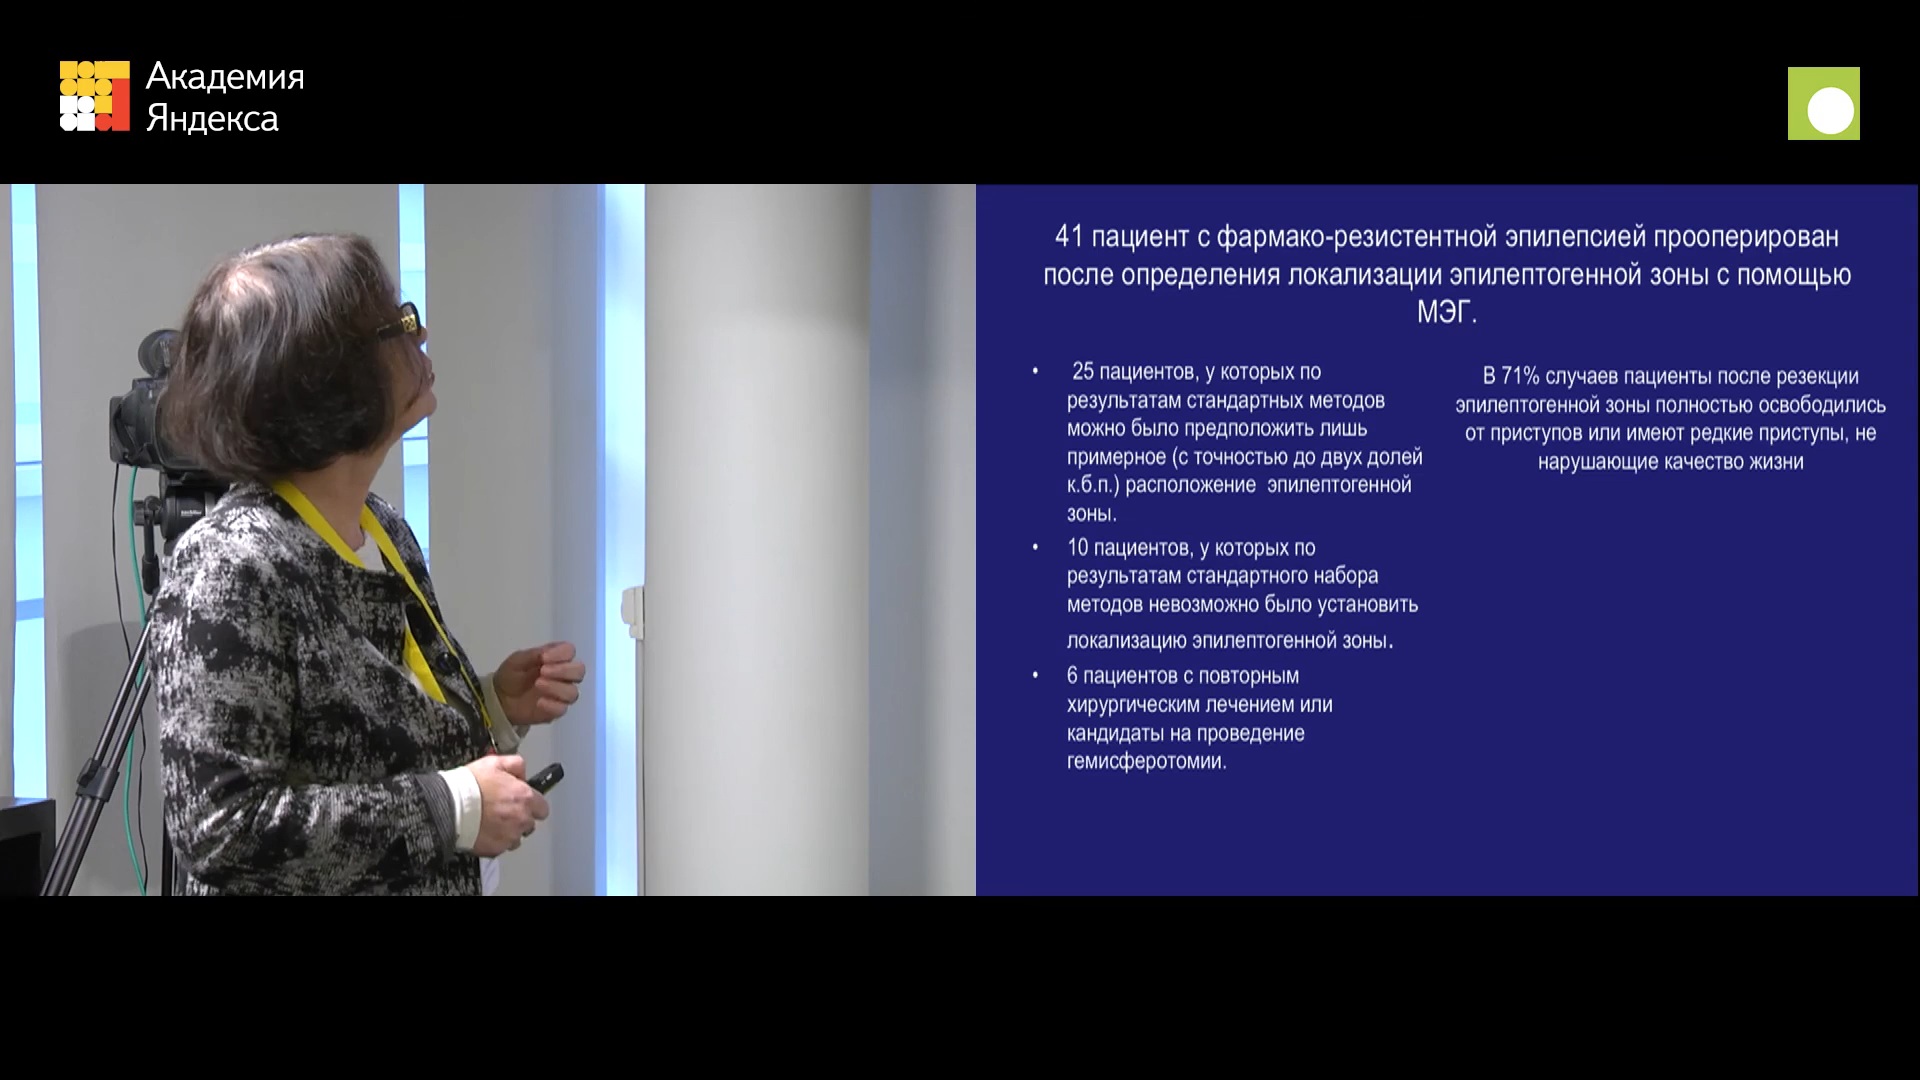 Академия
Яндекса
41 пациент с фармако-резистентной эпилепсией прооперирован
после определения локализации эпилептогенной зоны с помощью
МЭГ.
• 25 пациентов, у которых по
результатам стандартных методов
можно было предположить лишь
примерное (с точностью до двух долей
к.б.п.) расположение эпилептогенной
зоны.
• 10 пациентов, у которых по
результатам стандартного набора
методов невозможно было установить
локализацию эпилептогенной зоны.
• 6 пациентов с повторным
хирургическим лечением или
кандидаты на проведение
гемисферотомии.
В 71% случаев пациенты после резекции
эпилептогенной зоны полностью освободились
от приступов или имеют редкие приступы, не
нарушающие качество жизни